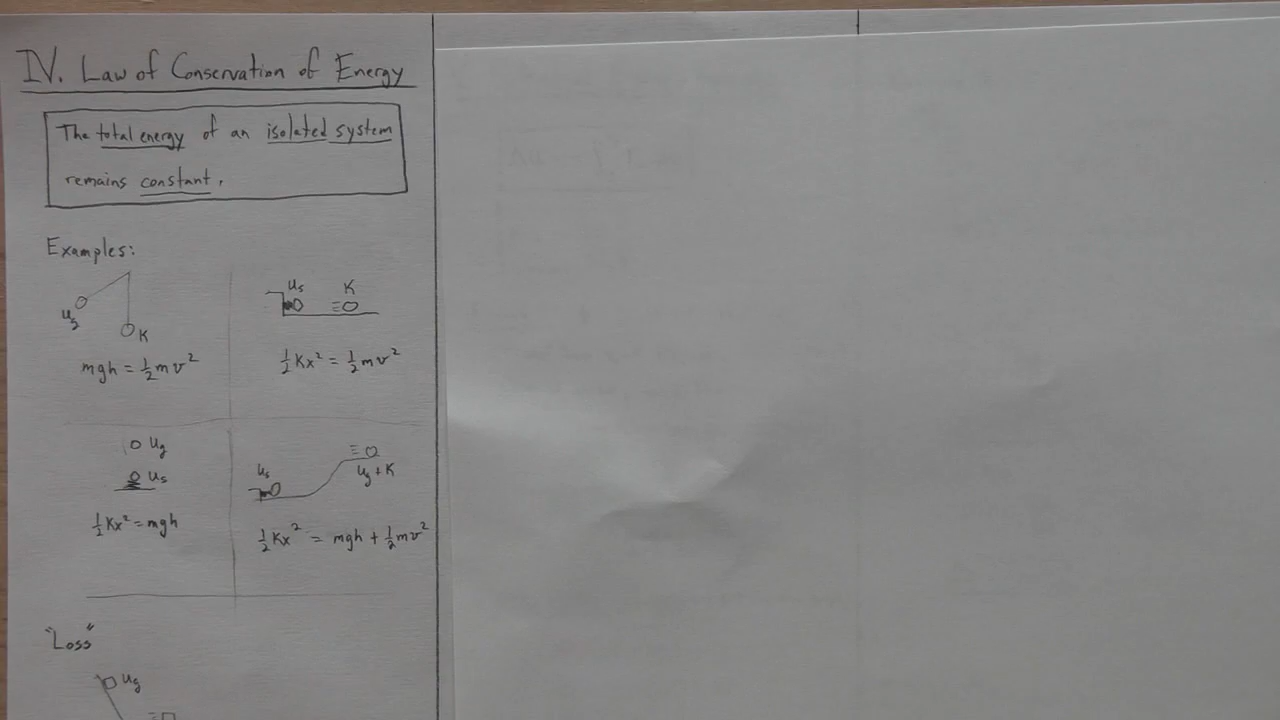 IV. Law of Conservation of Energy
The total energy of an isolated system
remains constant.
Examples:
Ug
K
mgh = ½mv²
Us K
½Kx² = ½mv²
Ug
Us
½Kx² = mgh
Us
Ug + K
½Kx² = mgh + ½mv²
"Loss"
Ug